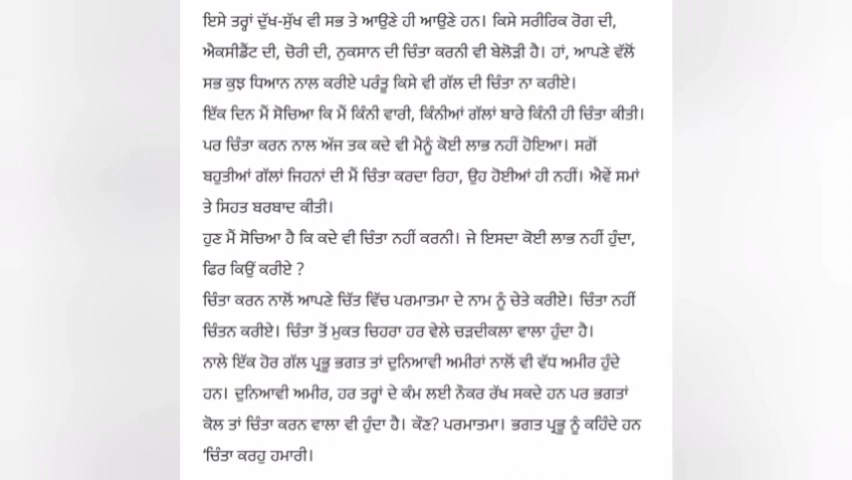 ਇਸੇ ਤਰ੍ਹਾਂ ਦੁੱਖ-ਸੁੱਖ ਵੀ ਸਭ ਤੇ ਆਉਣੇ ਹੀ ਆਉਣੇ ਹਨ। ਕਿਸੇ ਸਰੀਰਿਕ ਰੋਗ ਦੀ,
ਐਕਸੀਡੈਂਟ ਦੀ, ਚੋਰੀ ਦੀ, ਨੁਕਸਾਨ ਦੀ ਚਿੰਤਾ ਕਰਨੀ ਵੀ ਬੇਲੋੜੀ ਹੈ। ਹਾਂ, ਆਪਣੇ ਵੱਲੋਂ
ਸਭ ਕੁਝ ਧਿਆਨ ਨਾਲ ਕਰੀਏ ਪਰੰਤੂ ਕਿਸੇ ਵੀ ਗੱਲ ਦੀ ਚਿੰਤਾ ਨਾ ਕਰੀਏ।
ਇੱਕ ਦਿਨ ਮੈਂ ਸੋਚਿਆ ਕਿ ਮੈਂ ਕਿੰਨੀ ਵਾਰੀ, ਕਿੰਨੀਆਂ ਗੱਲਾਂ ਬਾਰੇ ਕਿੰਨੀ ਹੀ ਚਿੰਤਾ ਕੀਤੀ।
ਪਰ ਚਿੰਤਾ ਕਰਨ ਨਾਲ ਅੱਜ ਤਕ ਕਦੇ ਵੀ ਮੈਨੂੰ ਕੋਈ ਲਾਭ ਨਹੀਂ ਹੋਇਆ। ਸਗੋਂ
ਬਹੁਤੀਆਂ ਗੱਲਾਂ ਜਿਹਨਾਂ ਦੀ ਮੈਂ ਚਿੰਤਾ ਕਰਦਾ ਰਿਹਾ, ਉਹ ਹੋਈਆਂ ਹੀ ਨਹੀਂ। ਐਵੇਂ ਸਮਾਂ
ਤੇ ਸਿਹਤ ਬਰਬਾਦ ਕੀਤੀ।
ਹੁਣ ਮੈਂ ਸੋਚਿਆ ਹੈ ਕਿ ਕਦੇ ਵੀ ਚਿੰਤਾ ਨਹੀਂ ਕਰਨੀ। ਜੇ ਇਸਦਾ ਕੋਈ ਲਾਭ ਨਹੀਂ ਹੁੰਦਾ,
ਫਿਰ ਕਿਉਂ ਕਰੀਏ ?
ਚਿੰਤਾ ਕਰਨ ਨਾਲੋਂ ਆਪਣੇ ਚਿੱਤ ਵਿੱਚ ਪਰਮਾਤਮਾ ਦੇ ਨਾਮ ਨੂੰ ਚੇਤੇ ਕਰੀਏ। ਚਿੰਤਾ ਨਹੀਂ
ਚਿੰਤਨ ਕਰੀਏ। ਚਿੰਤਾ ਤੋਂ ਮੁਕਤ ਚਿਹਰਾ ਹਰ ਵੇਲੇ ਚੜਦੀਕਲਾ ਵਾਲਾ ਹੁੰਦਾ ਹੈ।
ਨਾਲੇ ਇੱਕ ਹੋਰ ਗੱਲ ਪ੍ਰਭੂ ਭਗਤ ਤਾਂ ਦੁਨਿਆਵੀ ਅਮੀਰਾਂ ਨਾਲੋਂ ਵੀ ਵੱਧ ਅਮੀਰ ਹੁੰਦੇ
ਹਨ। ਦੁਨਿਆਵੀ ਅਮੀਰ, ਹਰ ਤਰ੍ਹਾਂ ਦੇ ਕੰਮ ਲਈ ਨੌਕਰ ਰੱਖ ਸਕਦੇ ਹਨ ਪਰ ਭਗਤਾਂ
ਕੋਲ ਤਾਂ ਚਿੰਤਾ ਕਰਨ ਵਾਲਾ ਵੀ ਹੁੰਦਾ ਹੈ। ਕੌਣ? ਪਰਮਾਤਮਾ। ਭਗਤ ਪ੍ਰਭੂ ਨੂੰ ਕਹਿੰਦੇ ਹਨ
‘ਚਿੰਤਾ ਕਰਹੁ ਹਮਾਰੀ।